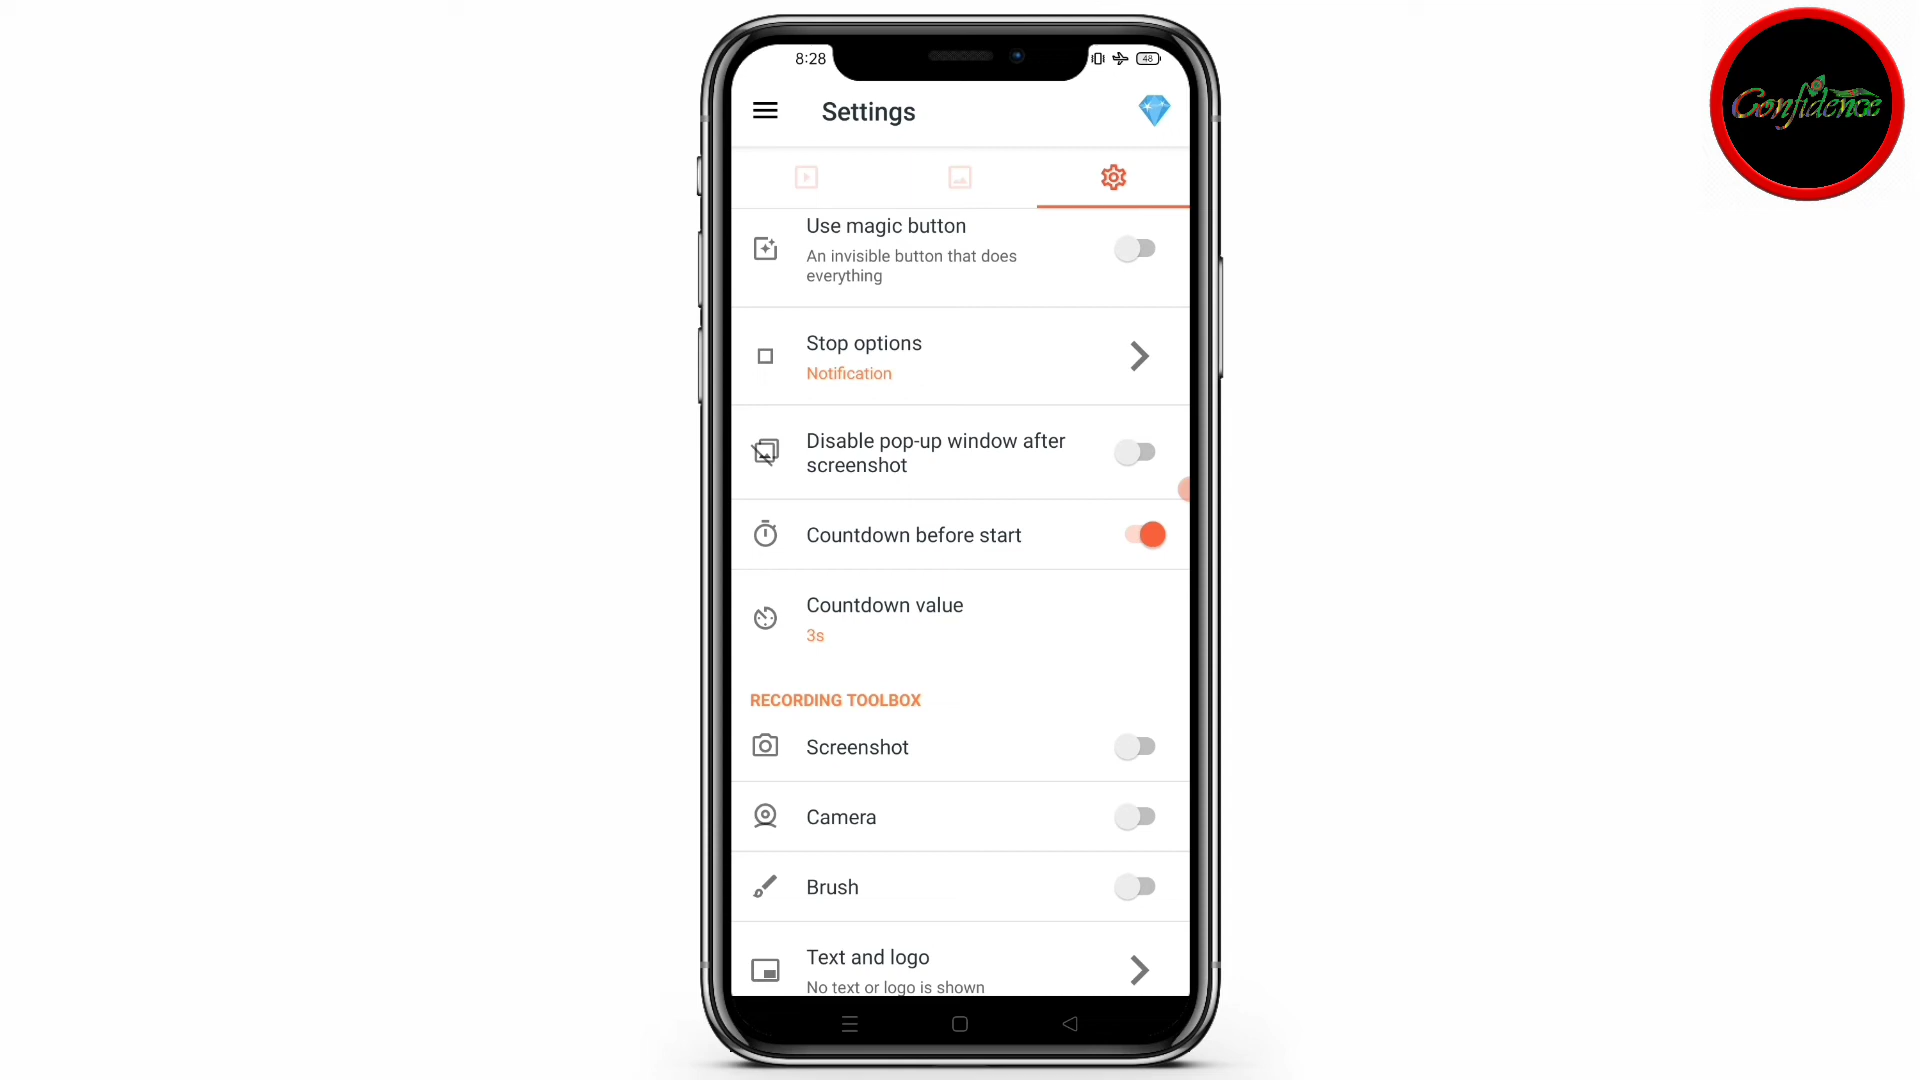 8:28
48
Confidence
Settings
Use magic button
An invisible button that does
everything
Stop options
Notification
Disable pop-up window after
screenshot
Countdown before start
Countdown value
3s
RECORDING TOOLBOX
Screenshot
Camera
Brush
Text and logo
No text or logo is shown